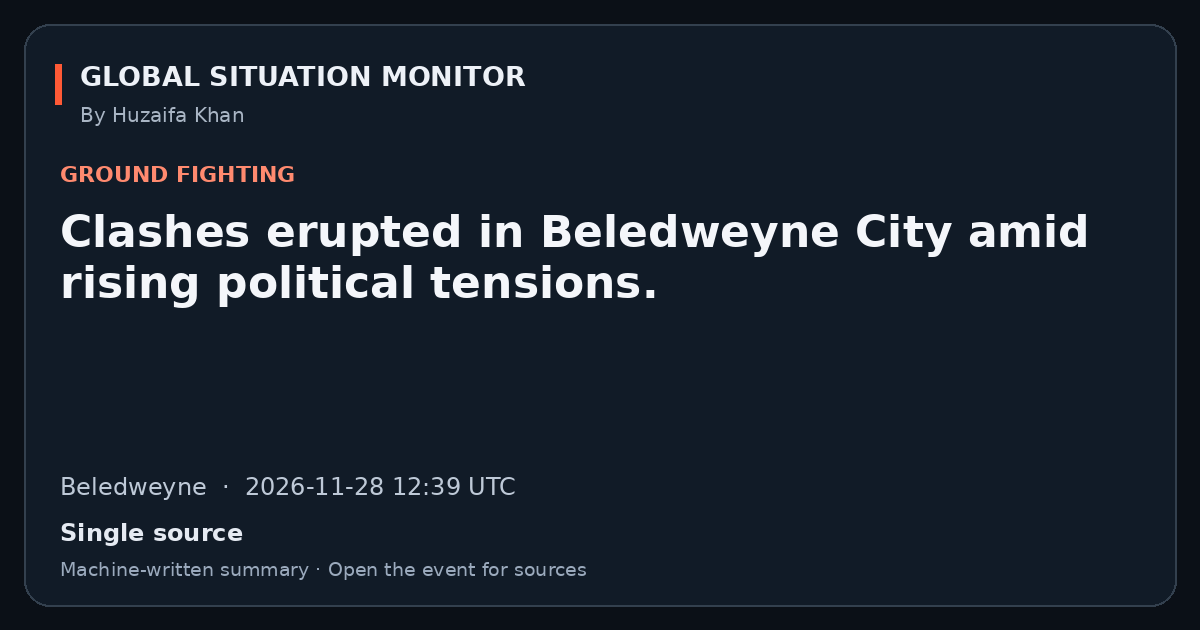 GLOBAL SITUATION MONITOR
By Huzaifa Khan
GROUND FIGHTING
Clashes erupted in Beledweyne City amid
rising political tensions.
Beledweyne · 2026-11-28 12:39 UTC
Single source
Machine-written summary · Open the event for sources